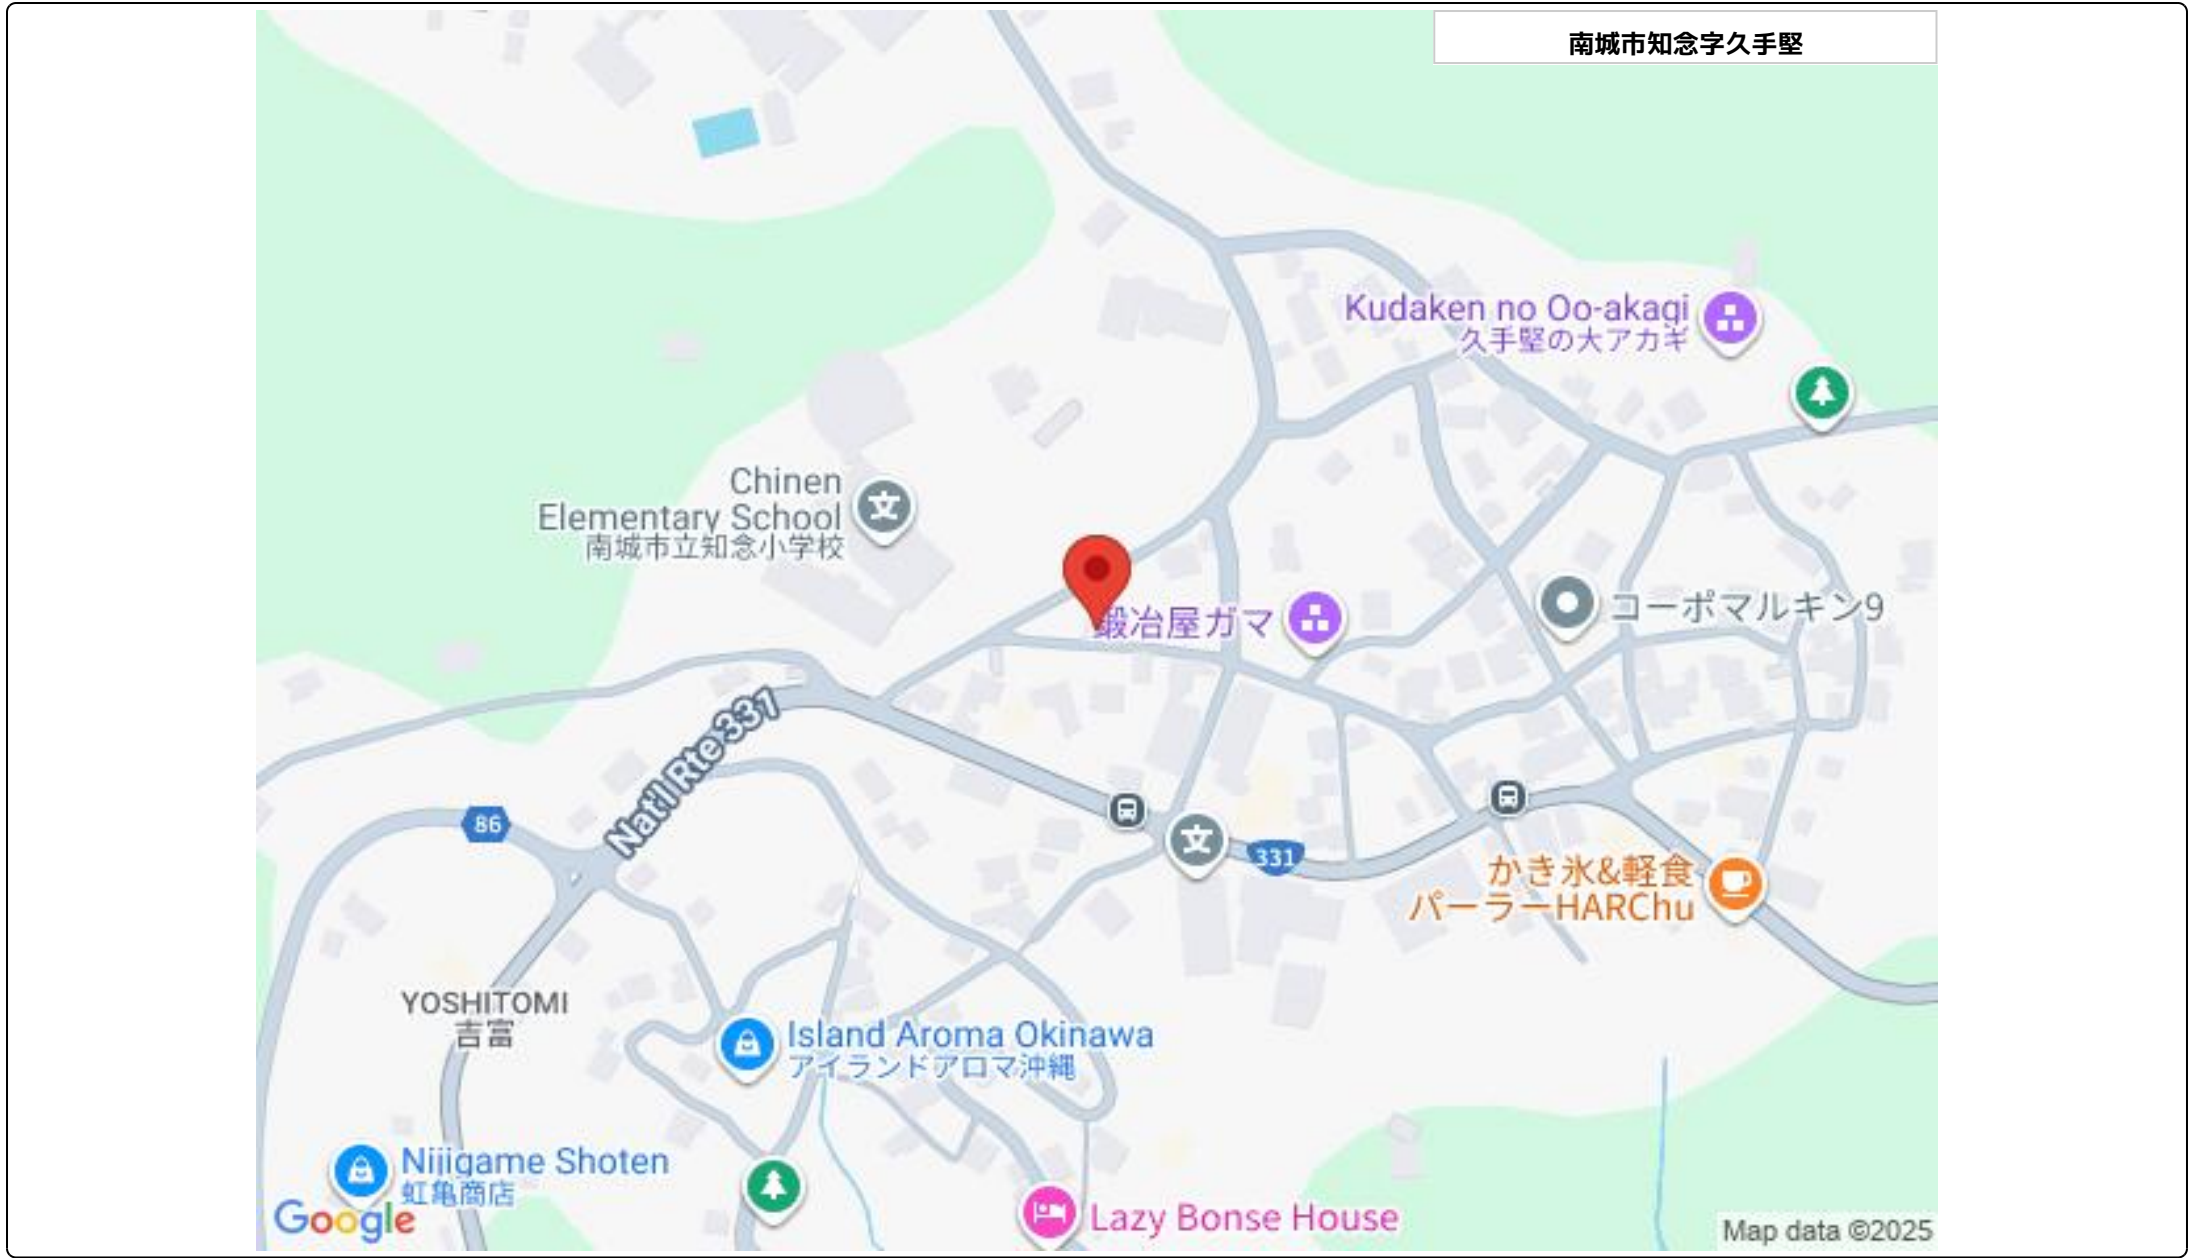 南城市知念字久手堅
Kudaken no Oo-akagi
久手堅の大アカギ
Chinen
Elementary School
南城市立知念小学校
鍛冶屋ガマ
コーポマルキン9
Nat'l Rte 331
86
331
かき氷&軽食
パーラーHARChu
YOSHITOMI
吉富
Island Aroma Okinawa
アイランドアロマ沖縄
Nijigame Shoten
虹亀商店
Lazy Bonse House
Google
Map data ©2025
文
文